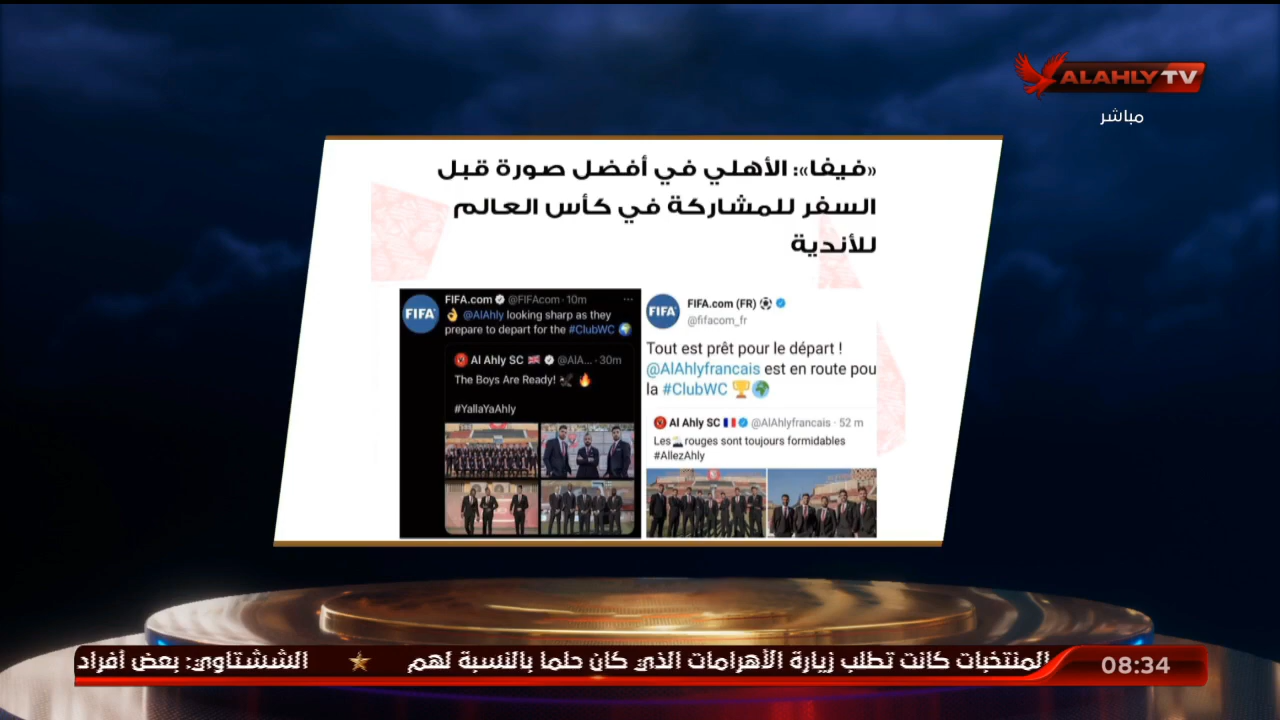 ALAHLYTV
مباشر
«فيفا»: الأهلي في أفضل صورة قبل
السفر للمشاركة في كأس العالم
للأندية
FIFA
FIFA.com @FIFAcom · 10m
👌 @AlAhly looking sharp as they
prepare to depart for the #ClubWC 🌍
Al Ahly SC 🇬🇧 @AlA... · 30m
The Boys Are Ready! 🦅 🔥
#YallaYaAhly
FIFA
FIFA.com (FR) ⚽
@fifacom_fr
Tout est prêt pour le départ !
@AlAhlyfrancais est en route pou
la #ClubWC 🏆🌍
Al Ahly SC 🇫🇷 @AlAhlyfrancais · 52 m
Les rouges sont toujours formidables
#AllezAhly
المنتخبات كانت تطلب زيارة الأهرامات الذي كان حلما بالنسبة لهم ★ الششتاوي: بعض أفراد
08:34